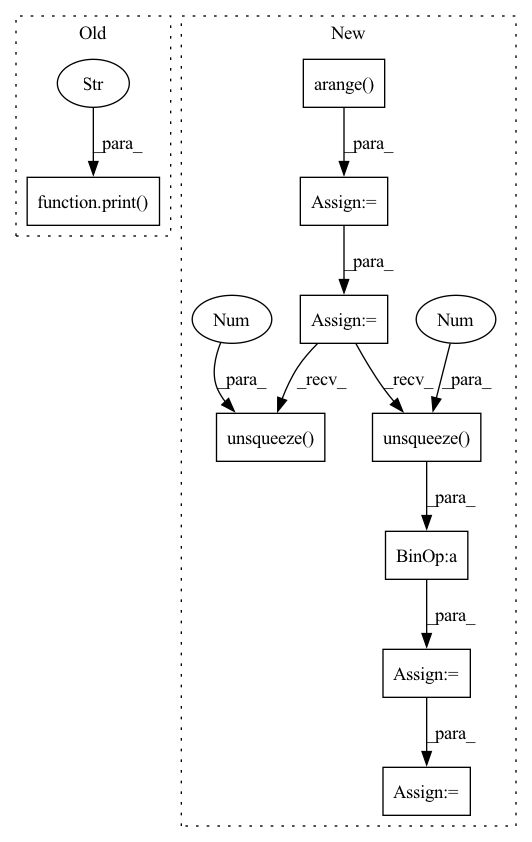 Old
New
Str
arange()
_para_
_para_
function.print()
Assign:=
_para_
Num
Assign:=
Num
_para_
_recv_
_recv_
_para_
unsqueeze()
unsqueeze()
_para_
BinOp:a
_para_
Assign:=
_para_
Assign:=